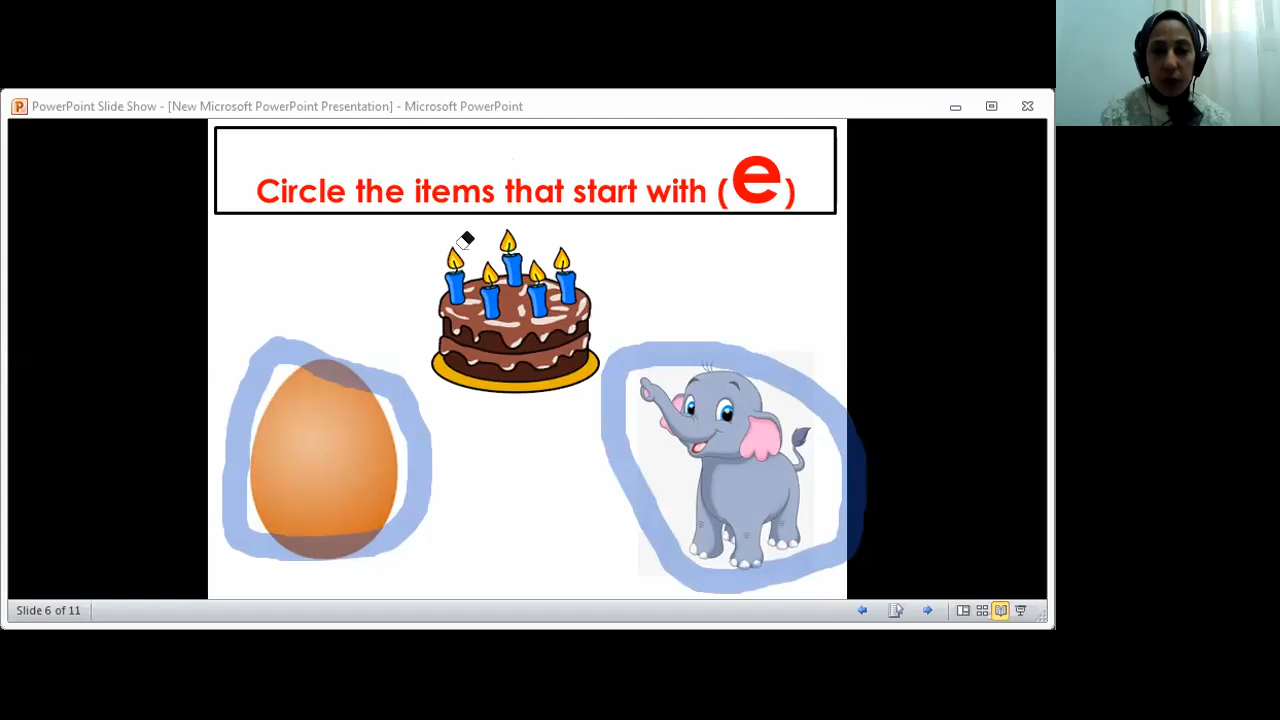 PowerPoint Slide Show - [New Microsoft PowerPoint Presentation] - Microsoft PowerPoint
Circle the items that start with (e)
Slide 6 of 11